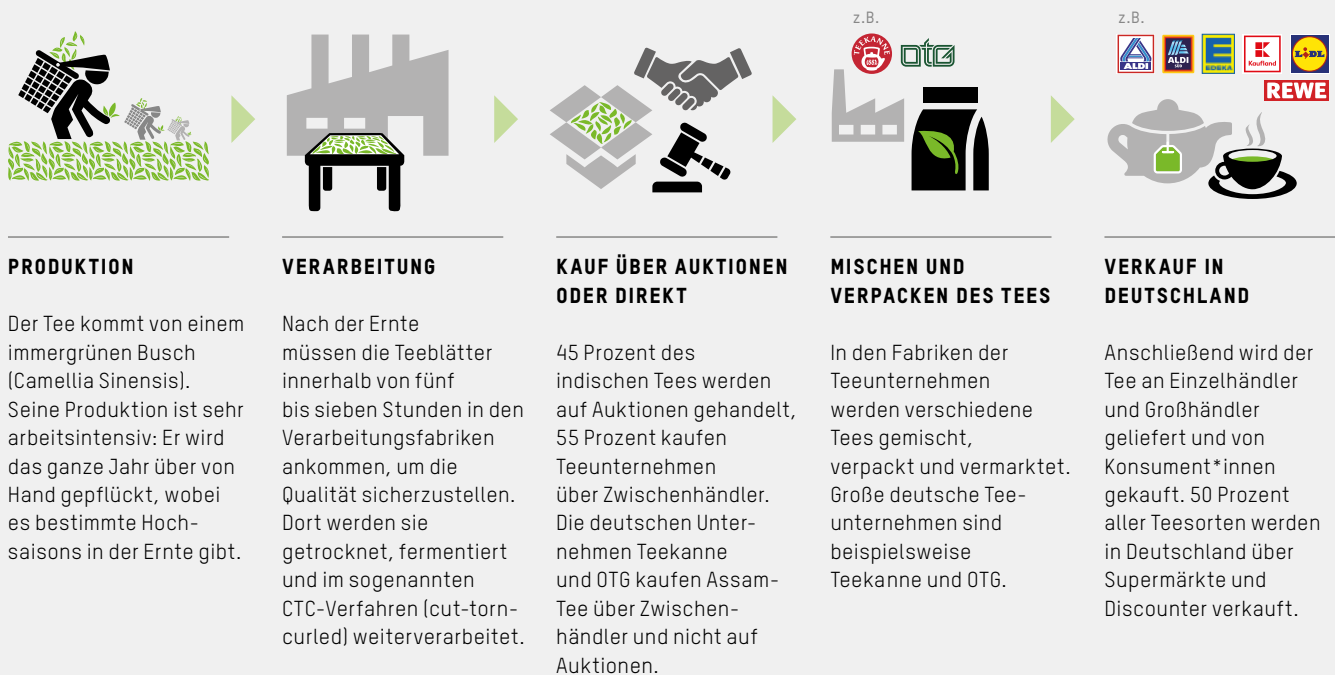 z.B.
TEEKANNE
1882
OTG
z.B.
ALDI
ALDI
SÜD
E
EDEKA
K
Kaufland
LIDL
REWE
PRODUKTION
Der Tee kommt von einem
immergrünen Busch
(Camellia Sinensis).
Seine Produktion ist sehr
arbeitsintensiv: Er wird
das ganze Jahr über von
Hand gepflückt, wobei
es bestimmte Hoch-
saisons in der Ernte gibt.
VERARBEITUNG
Nach der Ernte
müssen die Teeblätter
innerhalb von fünf
bis sieben Stunden in den
Verarbeitungsfabriken
ankommen, um die
Qualität sicherzustellen.
Dort werden sie
getrocknet, fermentiert
und im sogenannten
CTC-Verfahren (cut-torn-
curled) weiterverarbeitet.
KAUF ÜBER AUKTIONEN
ODER DIREKT
45 Prozent des
indischen Tees werden
auf Auktionen gehandelt,
55 Prozent kaufen
Teeunternehmen
über Zwischenhändler.
Die deutschen Unter-
nehmen Teekanne
und OTG kaufen Assam-
Tee über Zwischen-
händler und nicht auf
Auktionen.
MISCHEN UND
VERPACKEN DES TEES
In den Fabriken der
Teeunternehmen
werden verschiedene
Tees gemischt,
verpackt und vermarktet.
Große deutsche Tee-
unternehmen sind
beispielsweise
Teekanne und OTG.
VERKAUF IN
DEUTSCHLAND
Anschließend wird der
Tee an Einzelhändler
und Großhändler
geliefert und von
Konsument*innen
gekauft. 50 Prozent
aller Teesorten werden
in Deutschland über
Supermärkte und
Discounter verkauft.